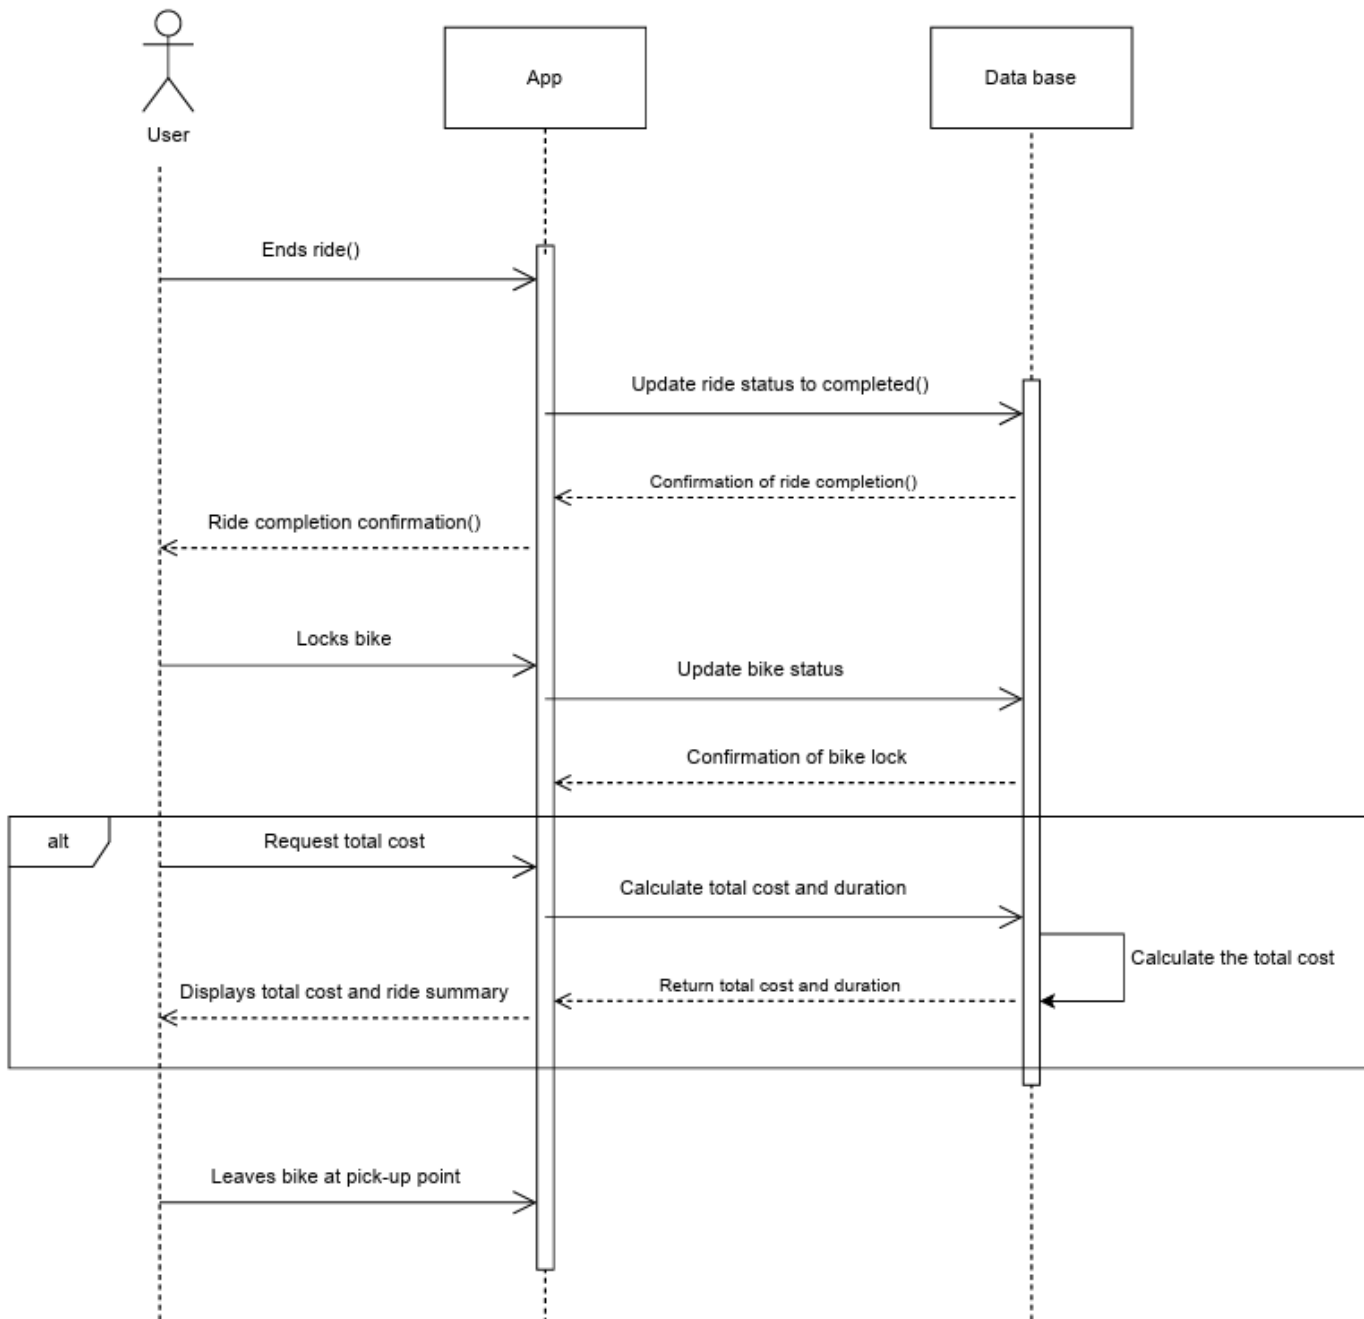 User
App
Data base
Ends ride()
Update ride status to completed()
Confirmation of ride completion()
Ride completion confirmation()
Locks bike
Update bike status
Confirmation of bike lock
alt
Request total cost
Calculate total cost and duration
Calculate the total cost
Return total cost and duration
Displays total cost and ride summary
Leaves bike at pick-up point